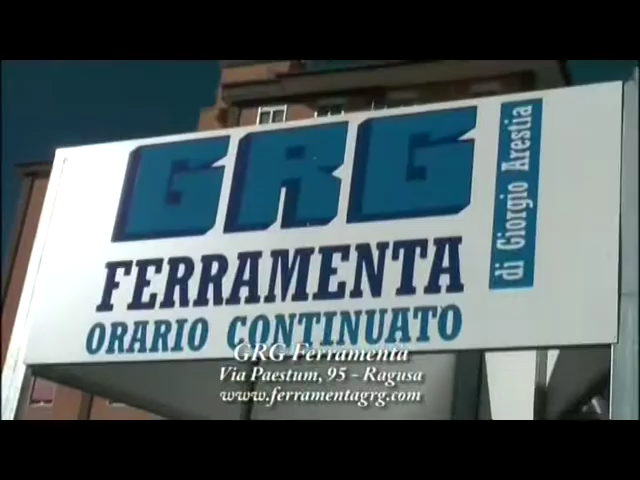 GRG
di Giorgio Arestia
FERRAMENTA
ORARIO CONTINUATO
GRG Ferramenta
Via Paestum, 95 - Ragusa
www.ferramentagrg.com